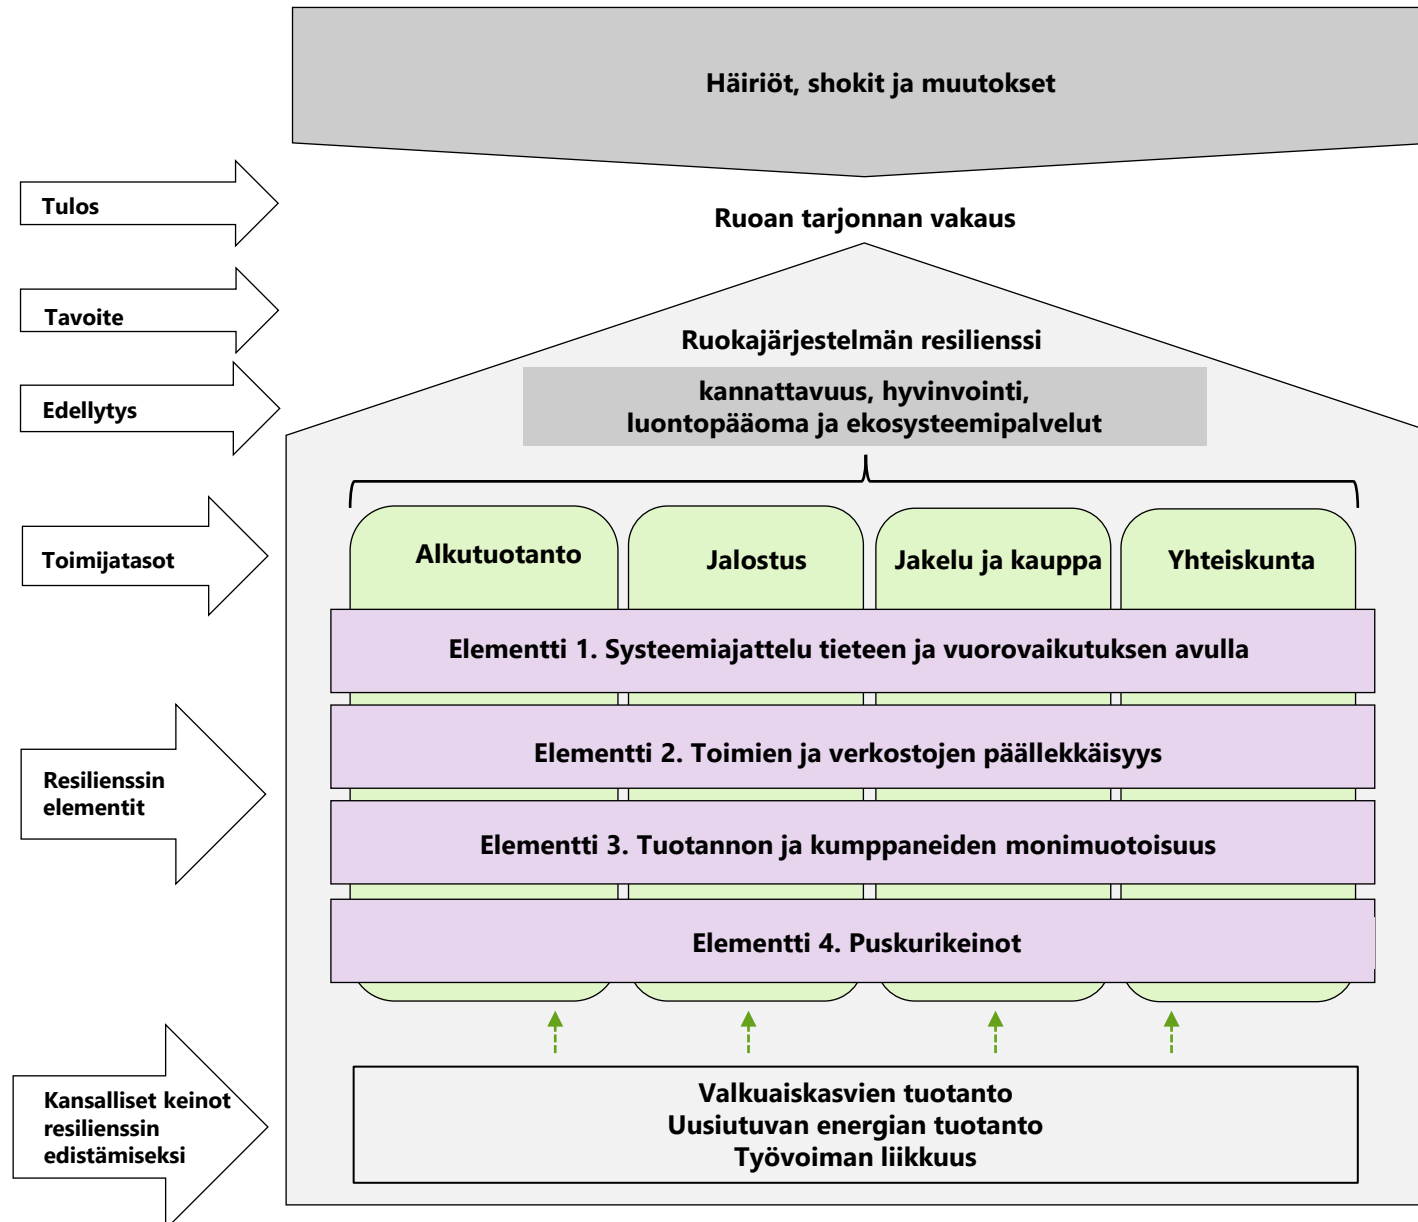 Häiriöt, shokit ja muutokset
Tulos
Ruoan tarjonnan vakaus
Tavoite
Ruokajärjestelmän resilienssi
Edellytys
kannattavuus, hyvinvointi,
luontopääoma ja ekosysteemipalvelut
Toimijatasot
Alkutuotanto
Jalostus
Jakelu ja kauppa
Yhteiskunta
Resilienssin
elementit
Elementti 1. Systeemiajattelu tieteen ja vuorovaikutuksen avulla
Elementti 2. Toimien ja verkostojen päällekkäisyys
Elementti 3. Tuotannon ja kumppaneiden monimuotoisuus
Elementti 4. Puskurikeinot
Kansalliset keinot
resilienssin
edistämiseksi
Valkuaiskasvien tuotanto
Uusiutuvan energian tuotanto
Työvoiman liikkuus